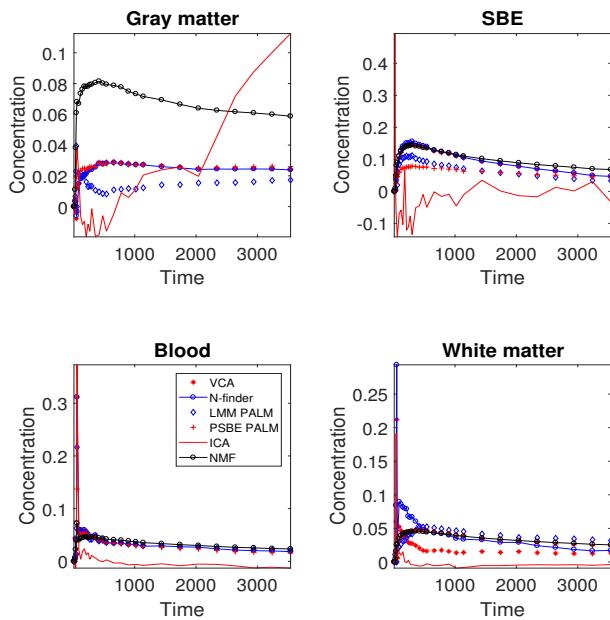 Gray matter
Concentration
0.1
0.08
0.06
0.04
0.02
0
1000
2000
3000
Time
SBE
Concentration
0.4
0.3
0.2
0.1
0
-0.1
0
1000
2000
3000
Time
Blood
Concentration
0.3
0.2
0.1
0
0
1000
2000
3000
Time
VCA
N-finder
LMM PALM
PSBE PALM
ICA
NMF
White matter
Concentration
0.25
0.2
0.15
0.1
0.05
0
0
1000
2000
3000
Time